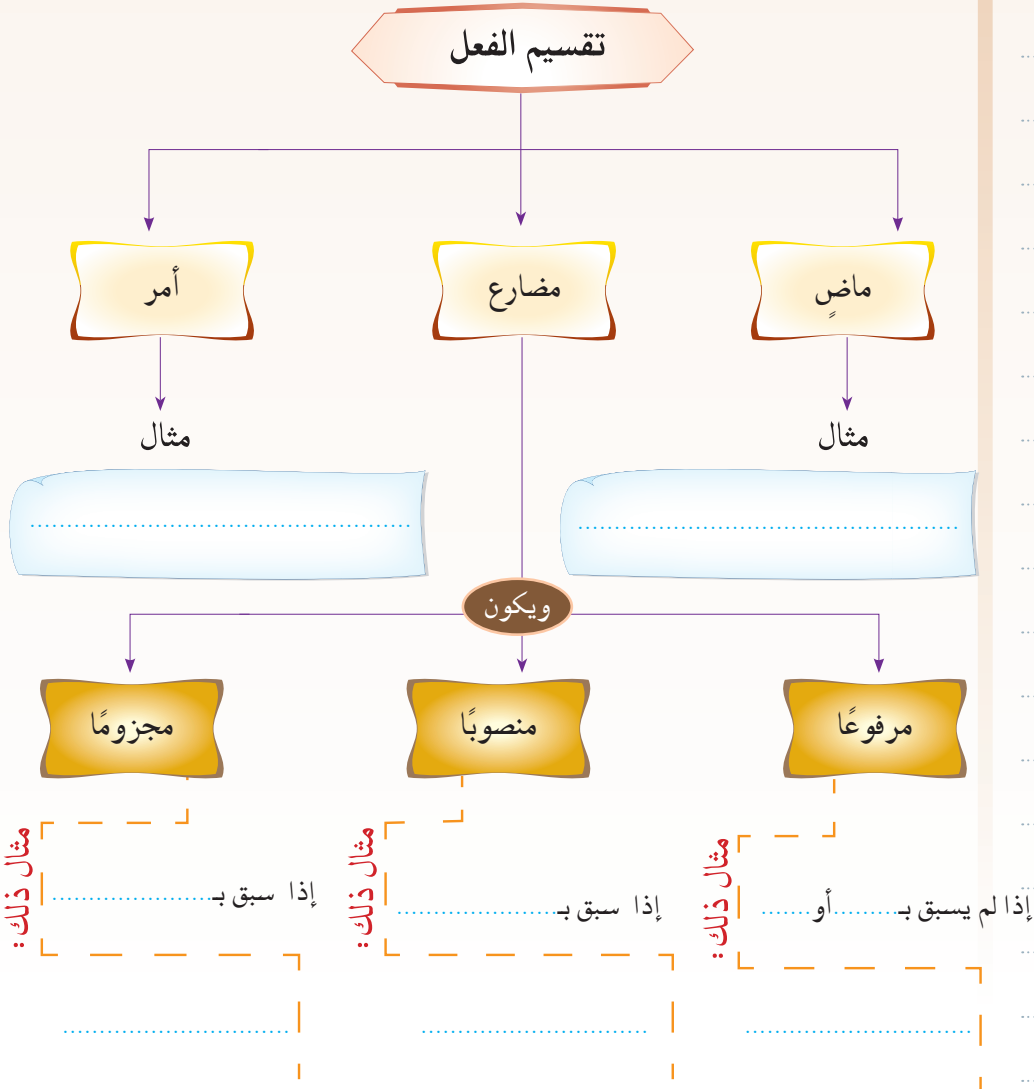 تقسيم الفعل
ماضٍ
مضارع
أمر
مثال
مثال
......................................................
......................................................
ويكون
مرفوعًا
منصوبًا
مجزومًا
إذا لم يسبق بـ.........أو.......
مثال ذلك:
................................
إذا سبق بـ......................
مثال ذلك:
................................
إذا سبق بـ......................
مثال ذلك:
................................